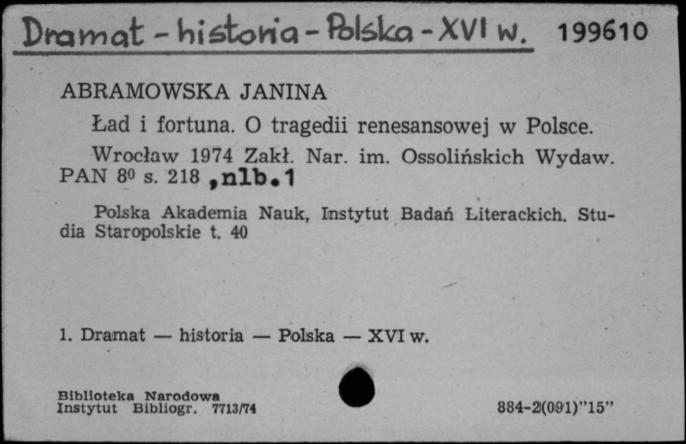 Dramat - historia - Polska - XVI w. 199610
ABRAMOWSKA JANINA
Ład i fortuna. O tragedii renesansowej w Polsce.
Wrocław 1974 Zakł. Nar. im. Ossolińskich Wydaw.
PAN 8⁰ s. 218 ,nlb.1
Polska Akademia Nauk, Instytut Badań Literackich. Stu-
dia Staropolskie t. 40
1. Dramat — historia — Polska — XVI w.
Biblioteka Narodowa
Instytut Bibliogr. 7713/74
884-2(091)"15"